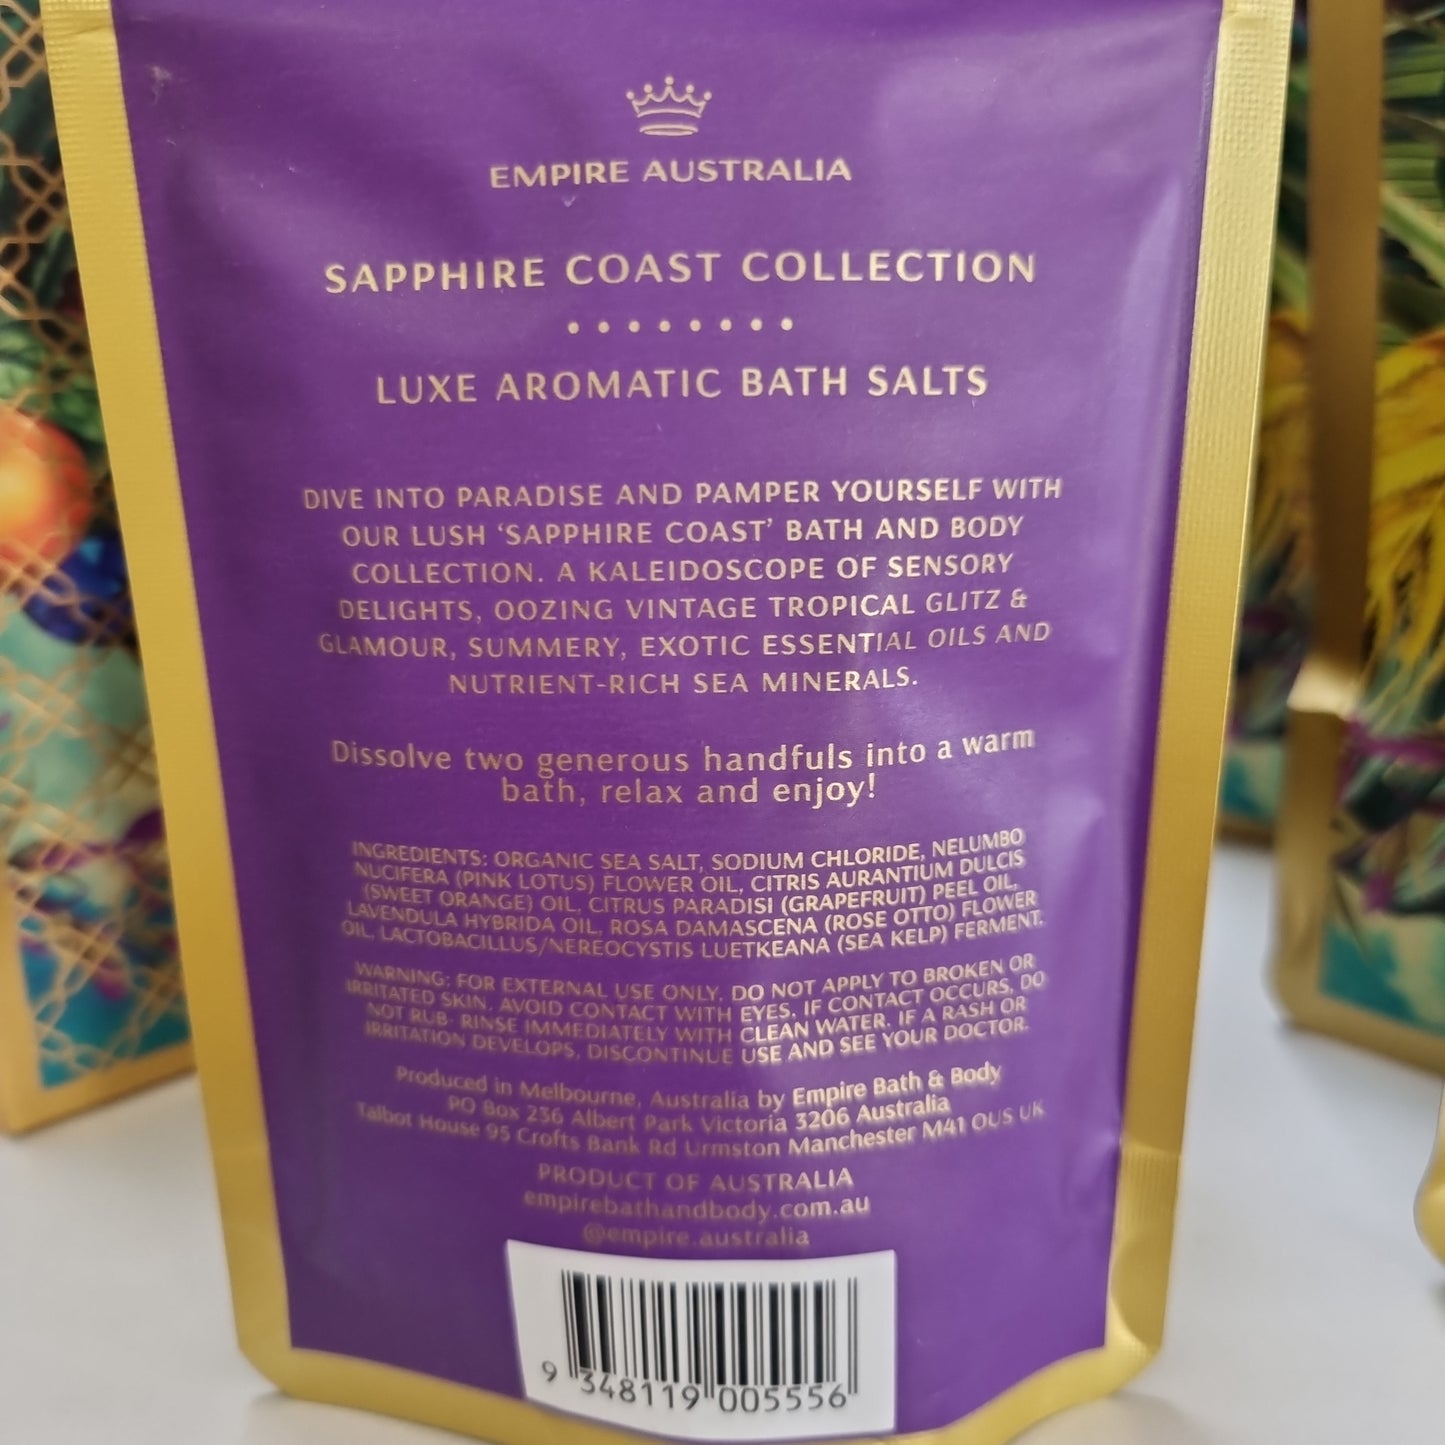 EMPIRE AUSTRALIA
SAPPHIRE COAST COLLECTION
LUXE AROMATIC BATH SALTS
DIVE INTO PARADISE AND PAMPER YOURSELF WITH
OUR LUSH ‘SAPPHIRE COAST’ BATH AND BODY
COLLECTION. A KALEIDOSCOPE OF SENSORY
DELIGHTS, OOZING VINTAGE TROPICAL GLITZ &
GLAMOUR, SUMMERY, EXOTIC ESSENTIAL OILS AND
NUTRIENT-RICH SEA MINERALS.
Dissolve two generous handfuls into a warm
bath, relax and enjoy!
INGREDIENTS: ORGANIC SEA SALT, SODIUM CHLORIDE, NELUMBO
NUCIFERA (PINK LOTUS) FLOWER OIL, CITRIS AURANTIUM DULCIS
(SWEET ORANGE) OIL, CITRUS PARADISI (GRAPEFRUIT) PEEL OIL,
LAVENDULA HYBRIDA OIL, ROSA DAMASCENA (ROSE OTTO) FLOWER
OIL, LACTOBACILLUS/NEREOCYSTIS LUETKEANA (SEA KELP) FERMENT.
WARNING: FOR EXTERNAL USE ONLY. DO NOT APPLY TO BROKEN OR
IRRITATED SKIN. AVOID CONTACT WITH EYES. IF CONTACT OCCURS, DO
NOT RUB- RINSE IMMEDIATELY WITH CLEAN WATER. IF A RASH OR
IRRITATION DEVELOPS, DISCONTINUE USE AND SEE YOUR DOCTOR.
Produced in Melbourne, Australia by Empire Bath & Body
PO Box 236 Albert Park Victoria 3206 Australia
Talbot House 95 Crofts Bank Rd Urmston Manchester M41 OUS UK
PRODUCT OF AUSTRALIA
empirebathandbody.com.au
@empire.australia
9 348119 005556